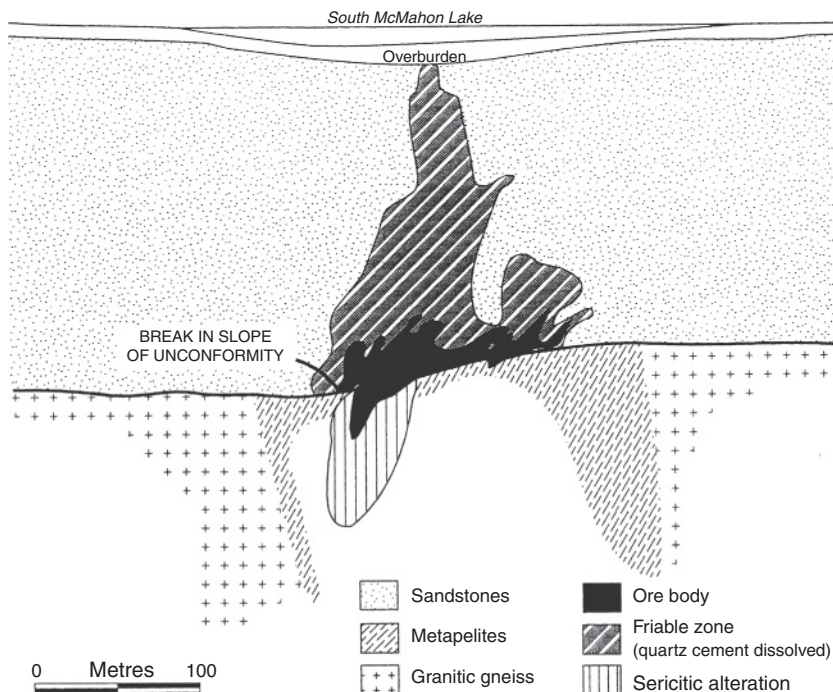 South McMahon Lake
Overburden
BREAK IN SLOPE
OF UNCONFORMITY
Sandstones
Metapelites
Granitic gneiss
Ore body
Friable zone
(quartz cement dissolved)
Sericitic alteration
0 Metres 100